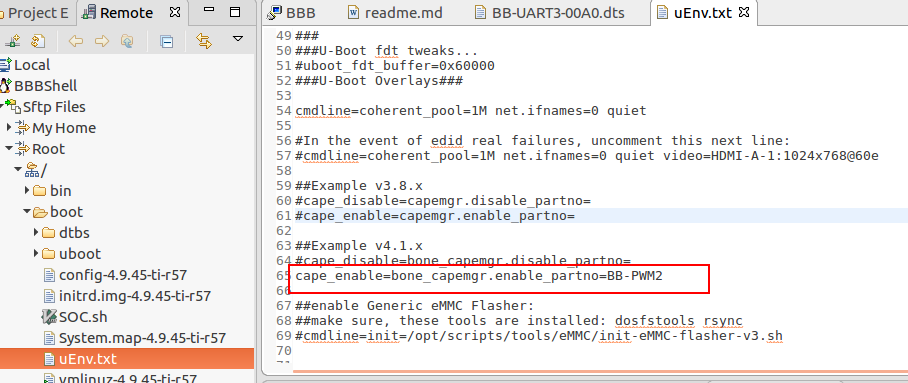 Project E
Remote
BBB
readme.md
BB-UART3-00A0.dts
uEnv.txt
Local
BBBShell
Sftp Files
My Home
Root
/
bin
boot
dtbs
uboot
config-4.9.45-ti-r57
initrd.img-4.9.45-ti-r57
SOC.sh
System.map-4.9.45-ti-r57
uEnv.txt
vmlinuz-4.9.45-ti-r57
49 ###
50 ###U-Boot fdt tweaks...
51 #uboot_fdt_buffer=0x60000
52 ###U-Boot Overlays###
53
54 cmdline=coherent_pool=1M net.ifnames=0 quiet
55
56 #In the event of edid real failures, uncomment this next line:
57 #cmdline=coherent_pool=1M net.ifnames=0 quiet video=HDMI-A-1:1024x768@60e
58
59 ##Example v3.8.x
60 #cape_disable=capemgr.disable_partno=
61 #cape_enable=capemgr.enable_partno=
62
63 ##Example v4.1.x
64 #cape_disable=bone_capemgr.disable_partno=
65 cape_enable=bone_capemgr.enable_partno=BB-PWM2
66
67 ##enable Generic eMMC Flasher:
68 ##make sure, these tools are installed: dosfstools rsync
69 #cmdline=init=/opt/scripts/tools/eMMC/init-eMMC-flasher-v3.sh
70
71